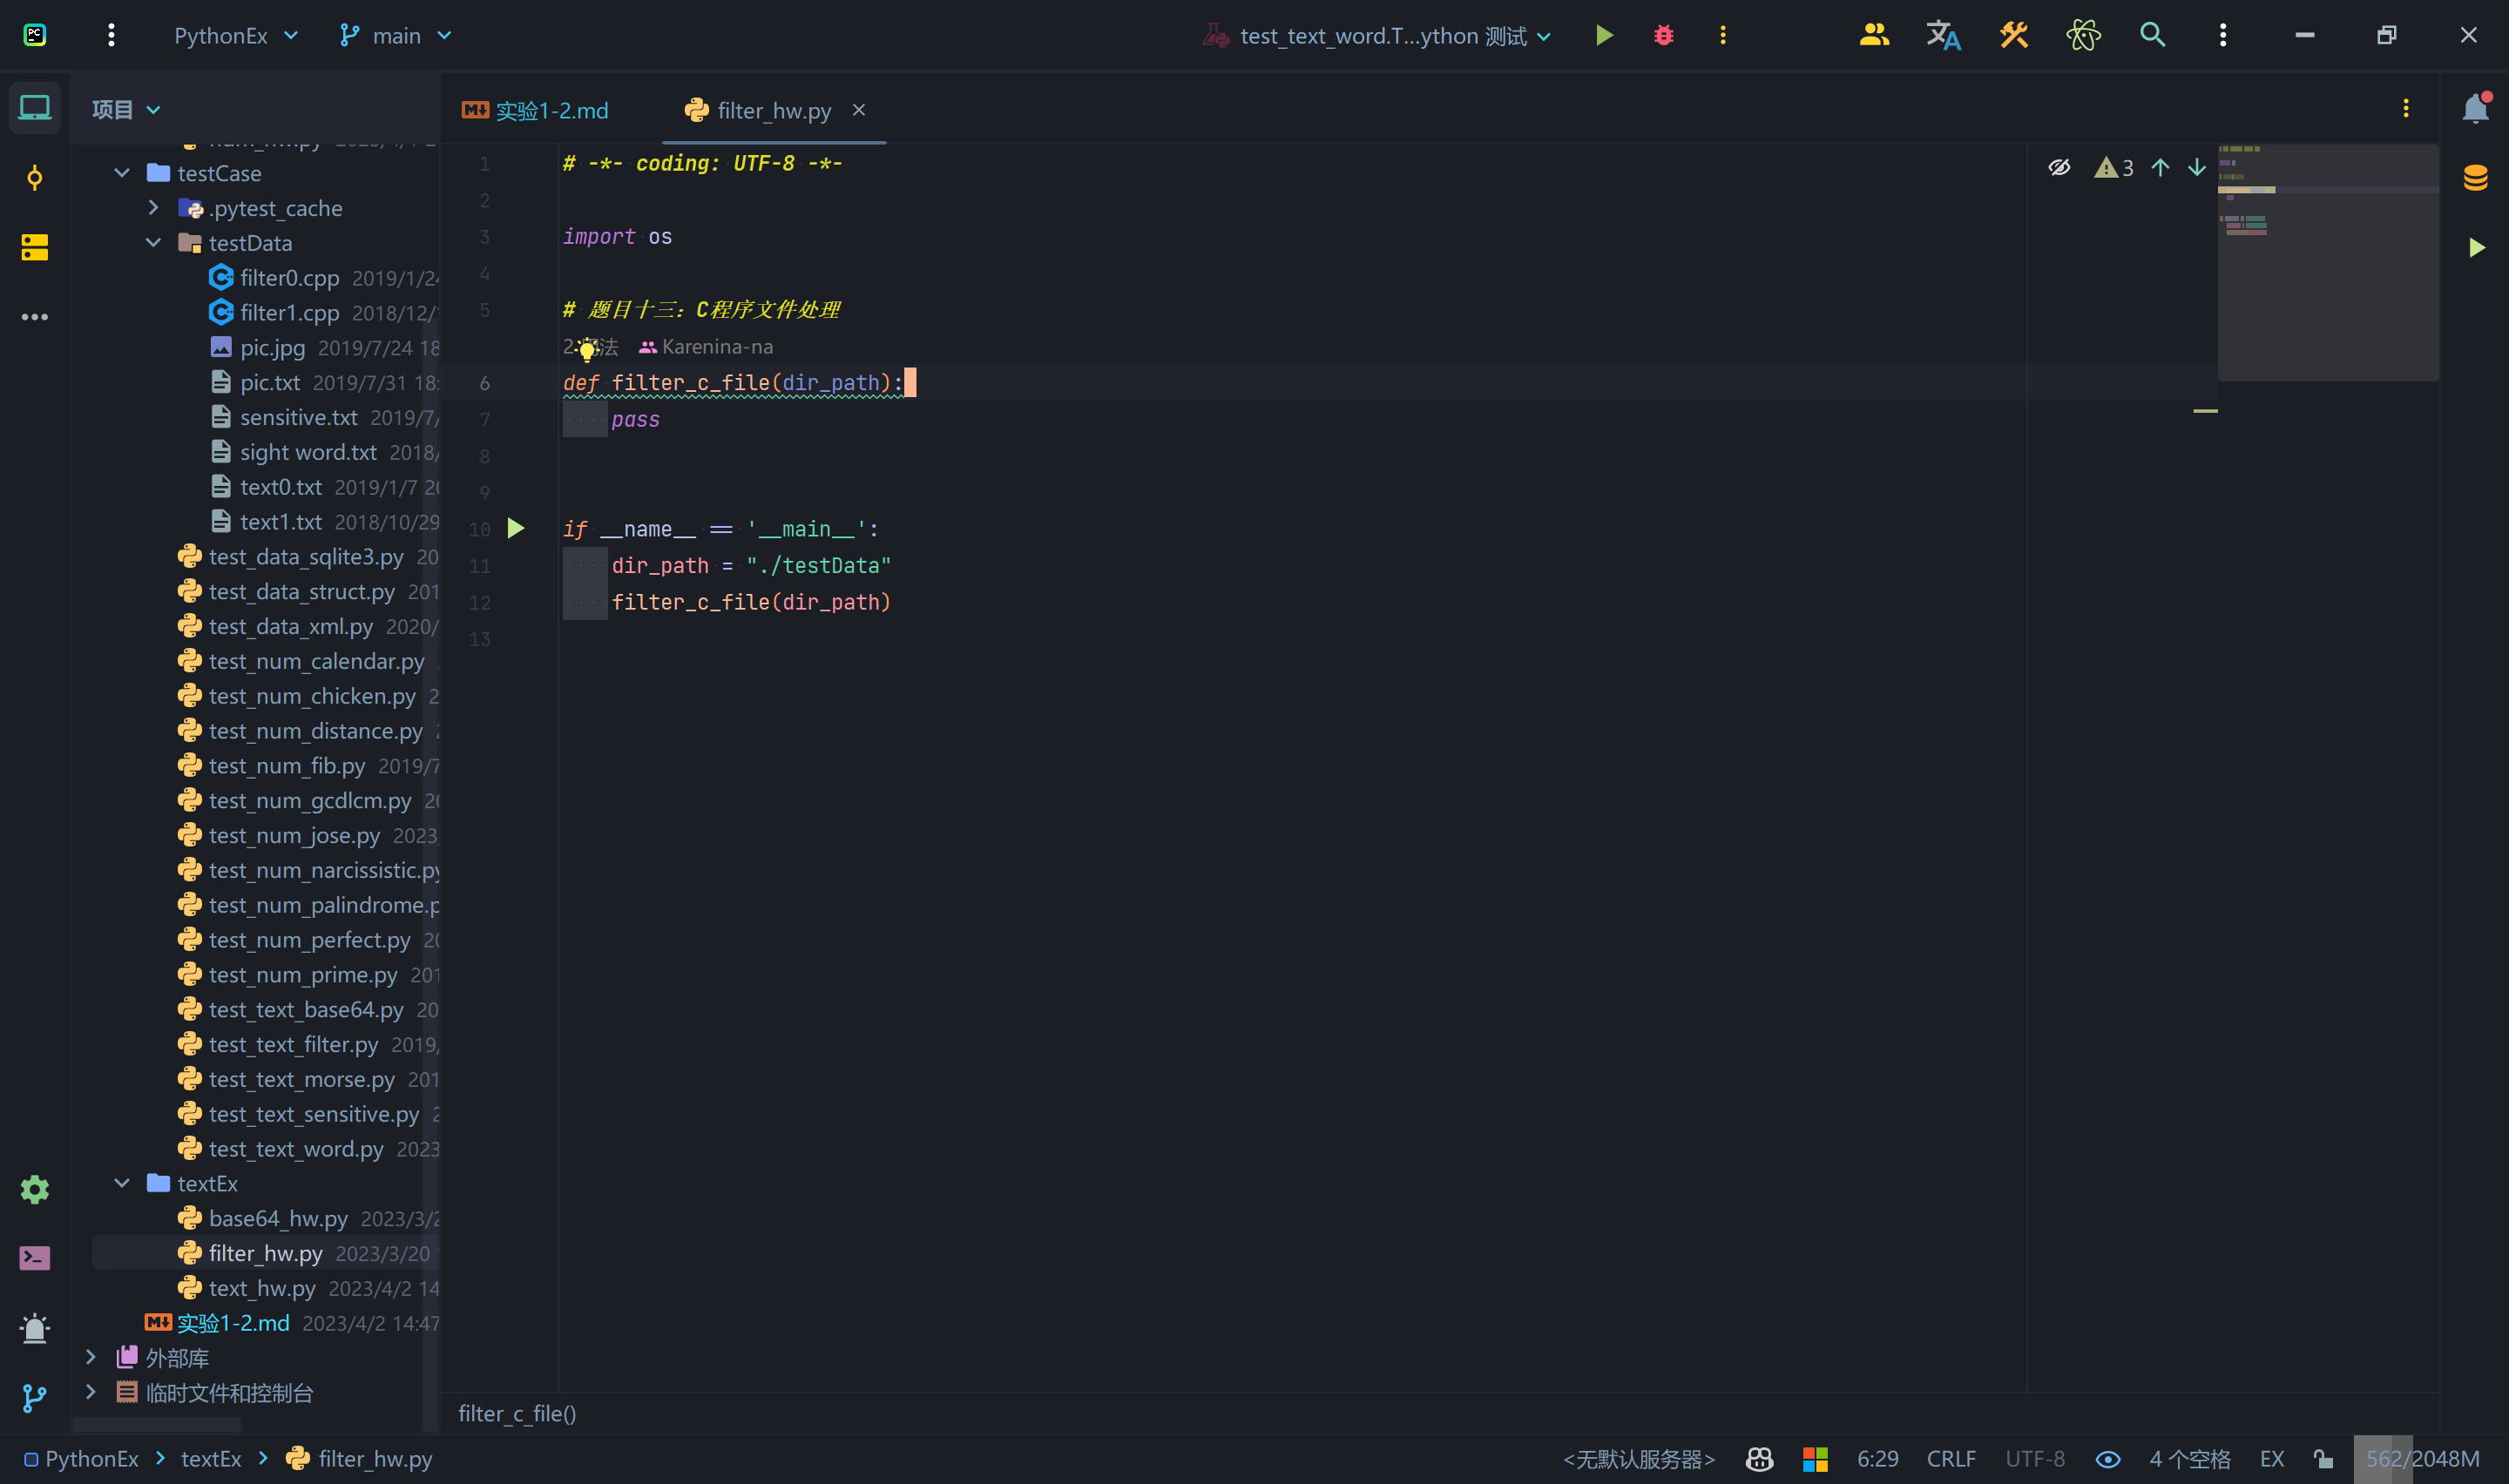 PC
PythonEx
main
test_text_word.T...ython 测试
项目
实验1-2.md
filter_hw.py
testCase
.pytest_cache
testData
filter0.cpp 2019/1/24
filter1.cpp 2018/12/
pic.jpg 2019/7/24 18
pic.txt 2019/7/31 18:
sensitive.txt 2019/7/
sight word.txt 2018/
text0.txt 2019/1/7 20
text1.txt 2018/10/29
test_data_sqlite3.py 20
test_data_struct.py 201
test_data_xml.py 2020/
test_num_calendar.py
test_num_chicken.py 2
test_num_distance.py
test_num_fib.py 2019/7
test_num_gcdlcm.py 20
test_num_jose.py 2023
test_num_narcissistic.py
test_num_palindrome.p
test_num_perfect.py 20
test_num_prime.py 201
test_text_base64.py 20
test_text_filter.py 2019/
test_text_morse.py 201
test_text_sensitive.py 2
test_text_word.py 2023
textEx
base64_hw.py 2023/3/2
filter_hw.py 2023/3/20
text_hw.py 2023/4/2 14
实验1-2.md 2023/4/2 14:47
外部库
临时文件和控制台
1 # -*- coding: UTF-8 -*-
2
3 import os
4
5 # 题目十三：C程序文件处理
2 法 Karenina-na
6 def filter_c_file(dir_path):
7 pass
8
9
10 if __name__ == '__main__':
11 dir_path = "./testData"
12 filter_c_file(dir_path)
13
3
filter_c_file()
PythonEx > textEx > filter_hw.py
<无默认服务器>
6:29
CRLF
UTF-8
4 个空格
EX
562/2048M